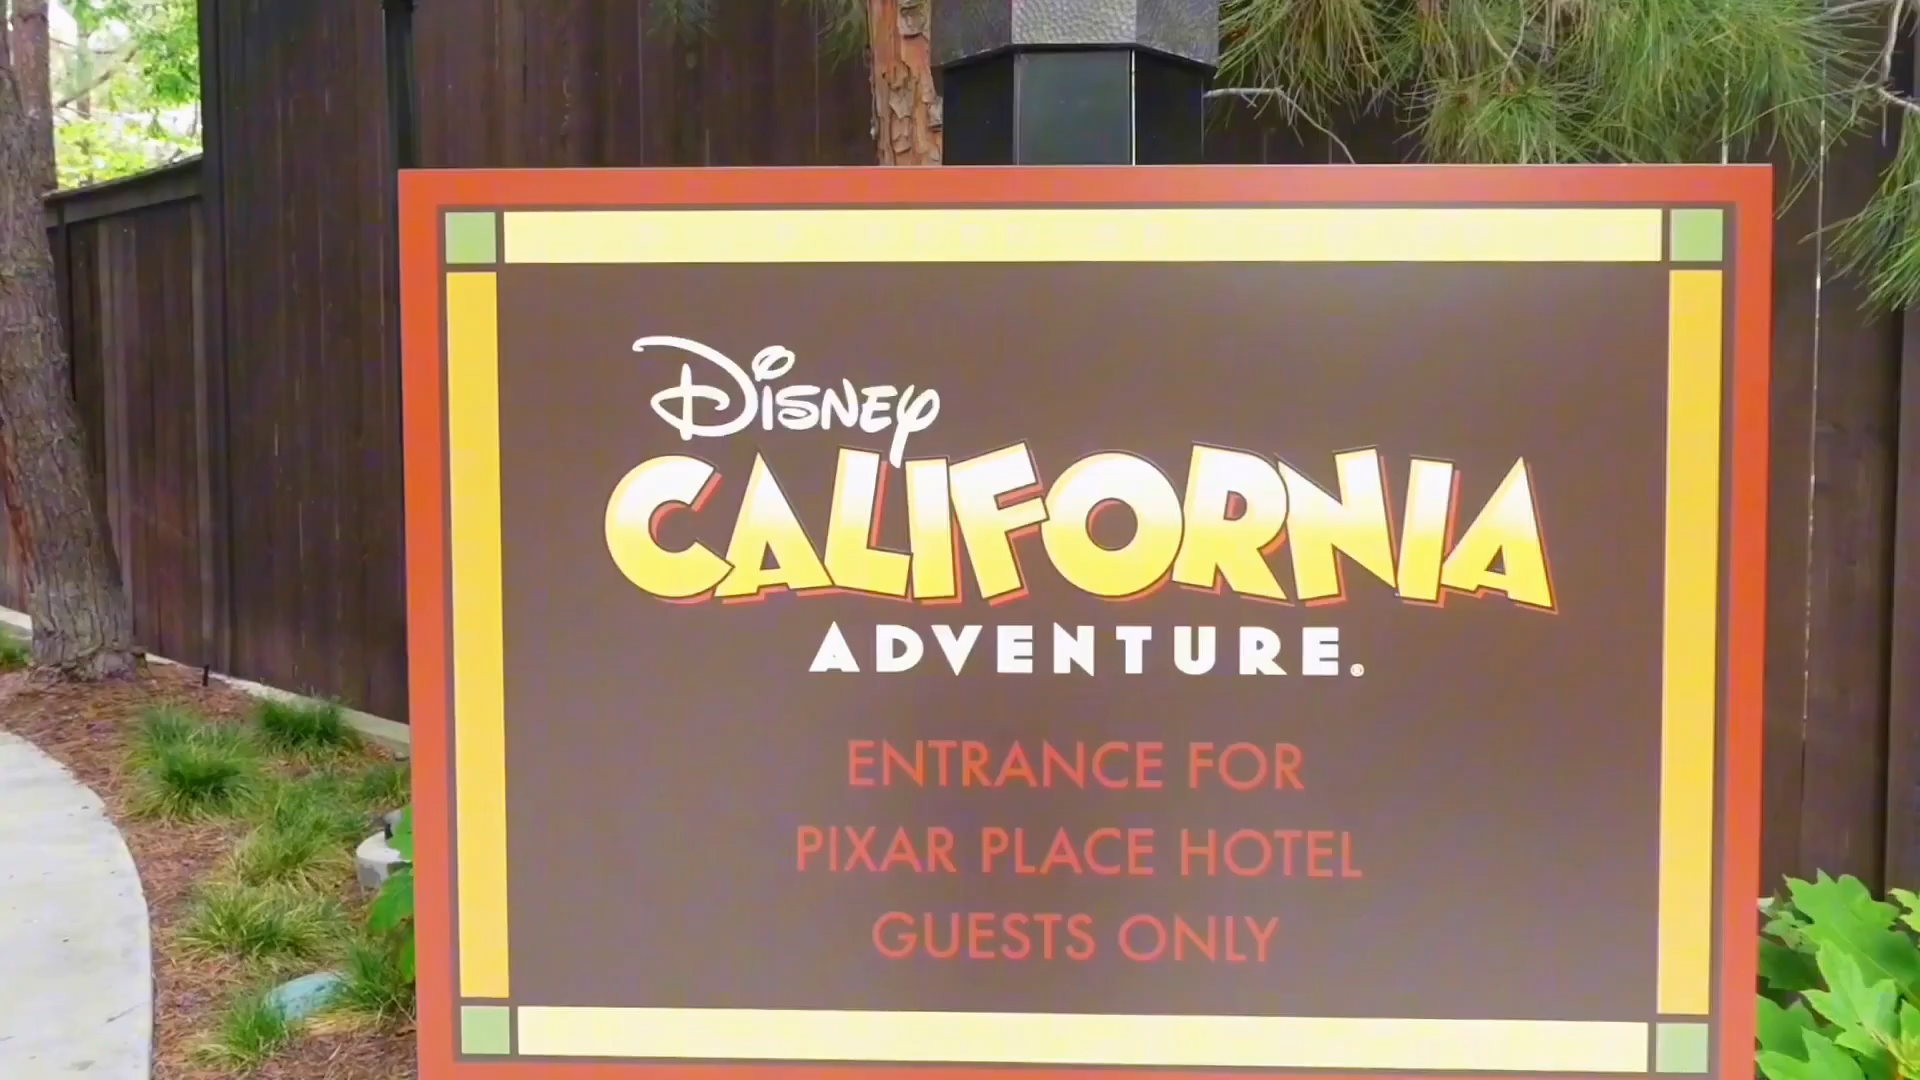 Disney
CALIFORNIA
ADVENTURE.
ENTRANCE FOR
PIXAR PLACE HOTEL
GUESTS ONLY